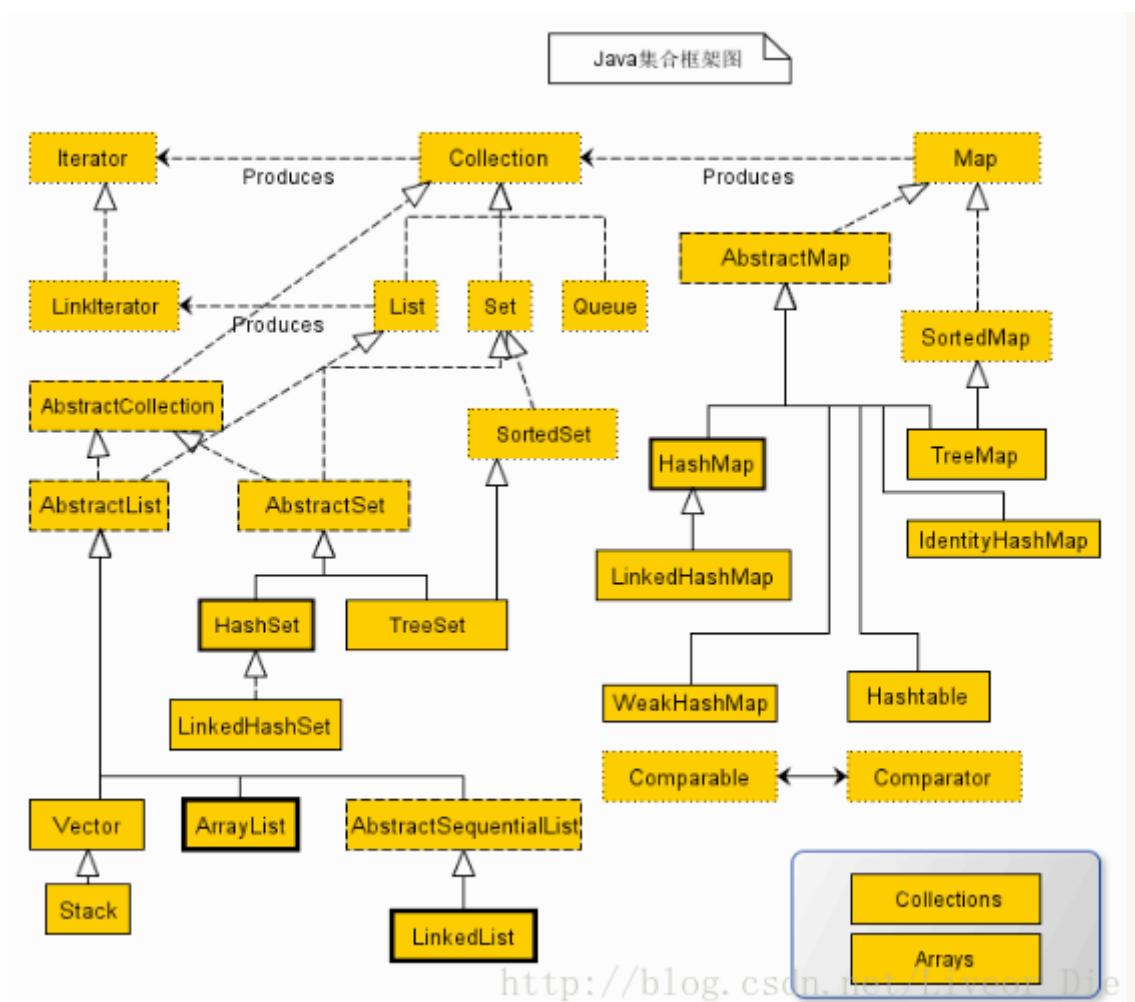 Java集合框架图
Iterator
Collection
Map
Produces
Produces
AbstractMap
LinkIterator
List
Set
Queue
Produces
SortedMap
AbstractCollection
SortedSet
HashMap
TreeMap
AbstractList
AbstractSet
IdentityHashMap
LinkedHashMap
HashSet
TreeSet
WeakHashMap
Hashtable
LinkedHashSet
Comparable
Comparator
Vector
ArrayList
AbstractSequentialList
Stack
Collections
LinkedList
Arrays
http://blog.csdn.net/Liveor_Die